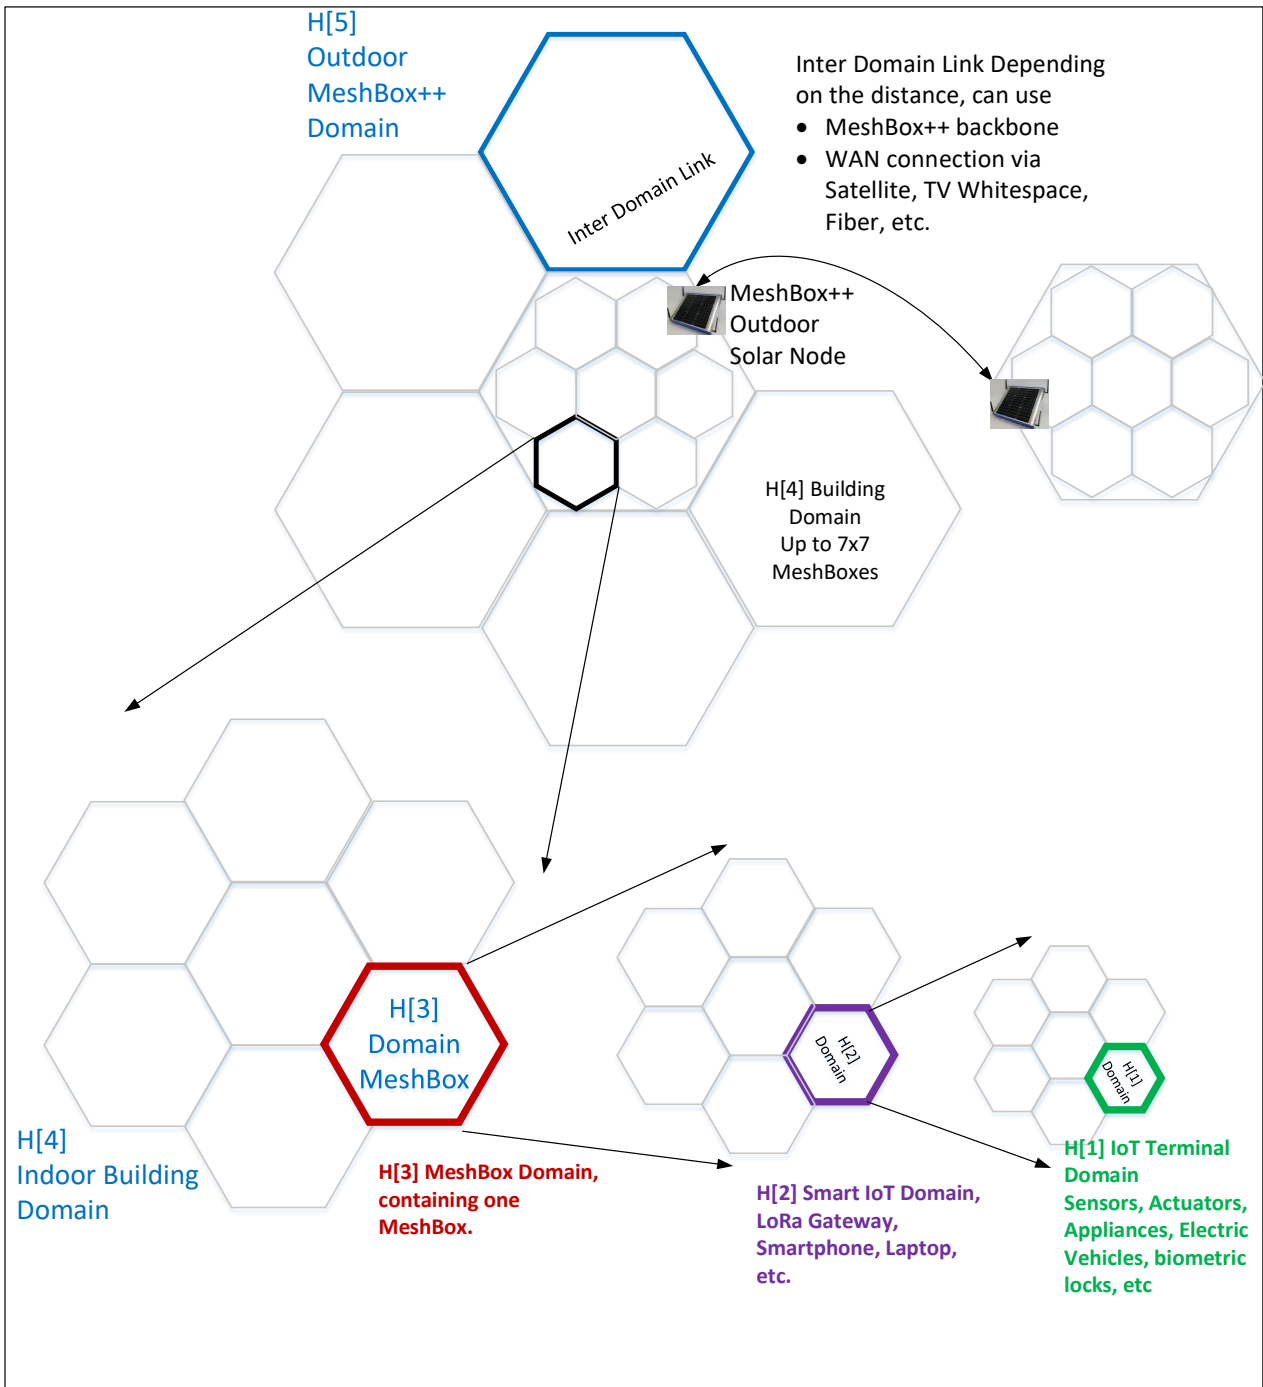 H[5]
Outdoor
MeshBox++
Domain
Inter Domain Link
Inter Domain Link Depending
on the distance, can use
• MeshBox++ backbone
• WAN connection via
Satellite, TV Whitespace,
Fiber, etc.
MeshBox++
Outdoor
Solar Node
H[4] Building
Domain
Up to 7x7
MeshBoxes
H[3]
Domain
MeshBox
H[4]
Indoor Building
Domain
H[3] MeshBox Domain,
containing one
MeshBox.
H[2]
Domain
H[2] Smart IoT Domain,
LoRa Gateway,
Smartphone, Laptop,
etc.
H[1]
Domain
H[1] IoT Terminal
Domain
Sensors, Actuators,
Appliances, Electric
Vehicles, biometric
locks, etc